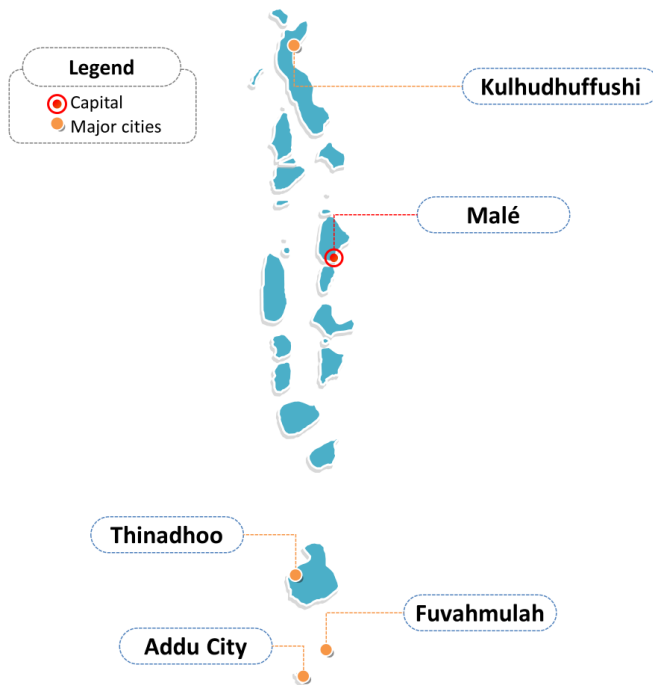 Legend
Capital
Major cities
Kulhudhuffushi
Malé
Thinadhoo
Fuvahmulah
Addu City